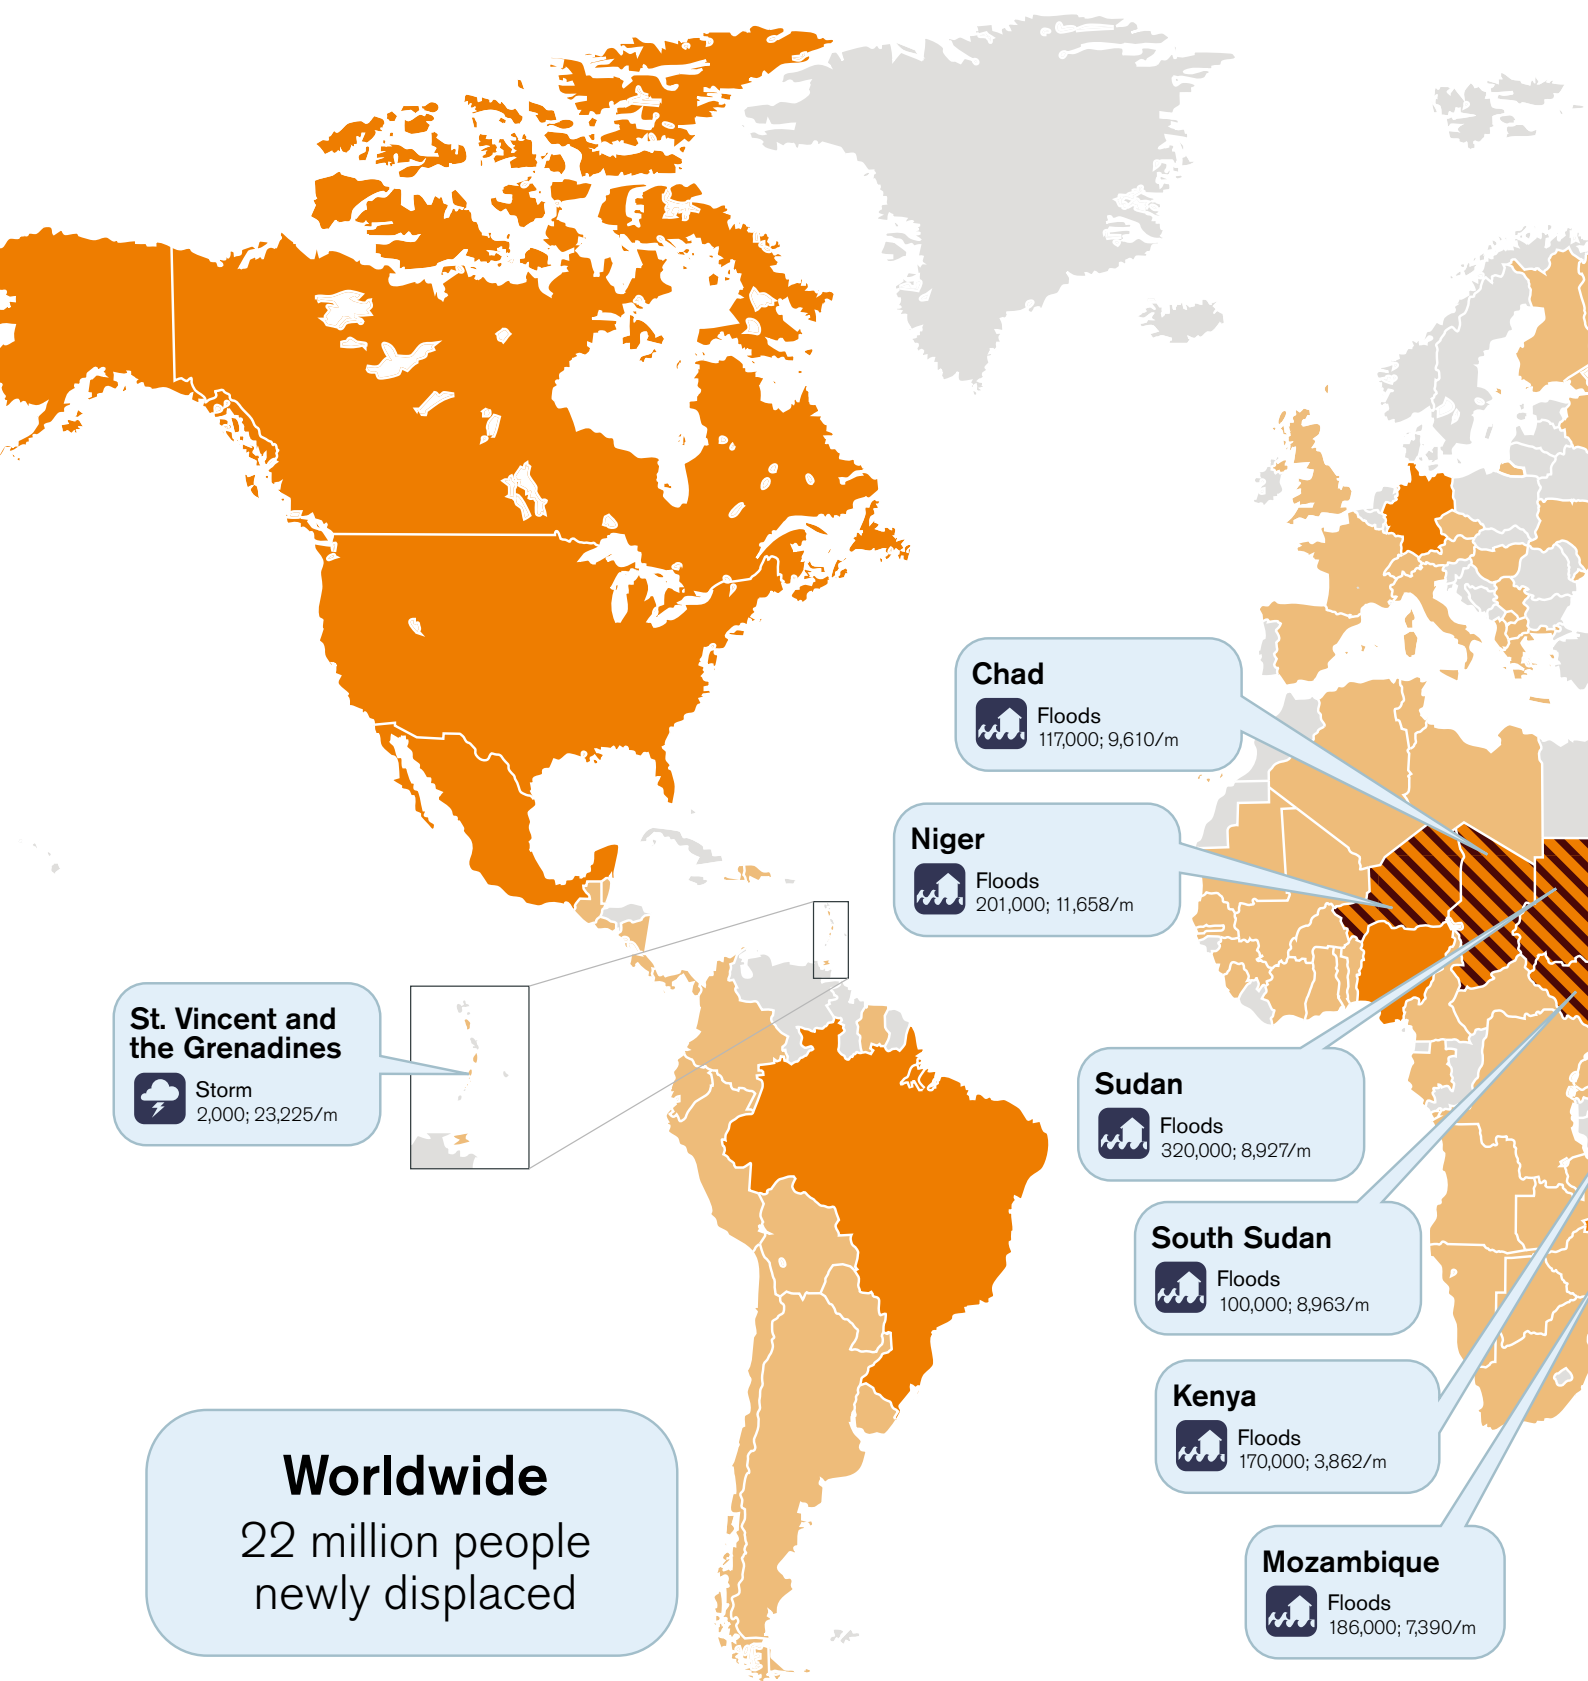 Chad
Floods
117,000; 9,610/m
Niger
Floods
201,000; 11,658/m
St. Vincent and
the Grenadines
Storm
2,000; 23,225/m
Sudan
Floods
320,000; 8,927/m
South Sudan
Floods
100,000; 8,963/m
Kenya
Floods
170,000; 3,862/m
Worldwide
22 million people
newly displaced
Mozambique
Floods
186,000; 7,390/m